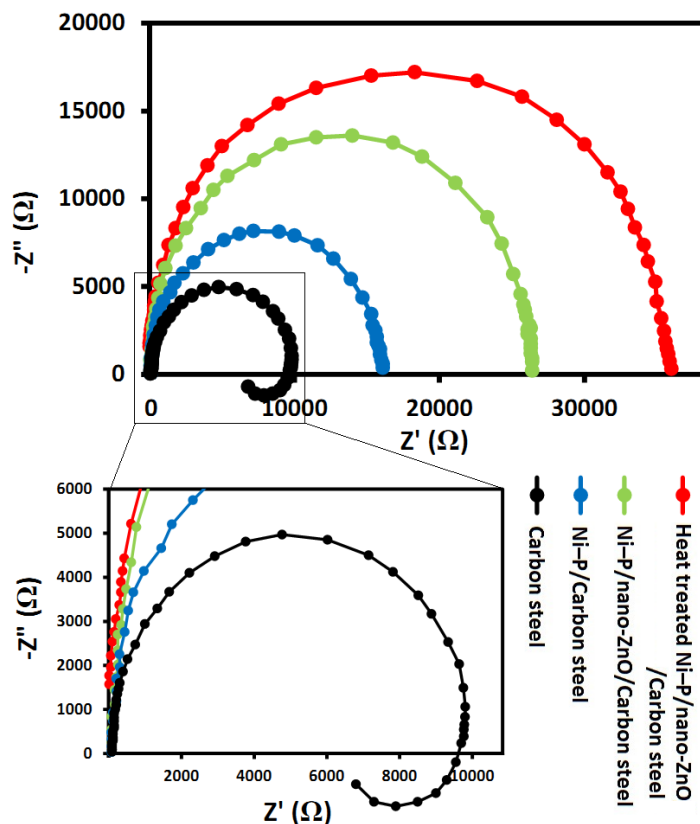 20000
15000
10000
5000
0
-Z" (Ω)
0
10000
20000
30000
Z' (Ω)
6000
5000
4000
3000
2000
1000
0
-Z" (Ω)
2000
4000
6000
8000
10000
Z' (Ω)
Carbon steel
Ni–P/Carbon steel
Ni–P/nano-ZnO/Carbon steel
Heat treated Ni–P/nano-ZnO
/Carbon steel